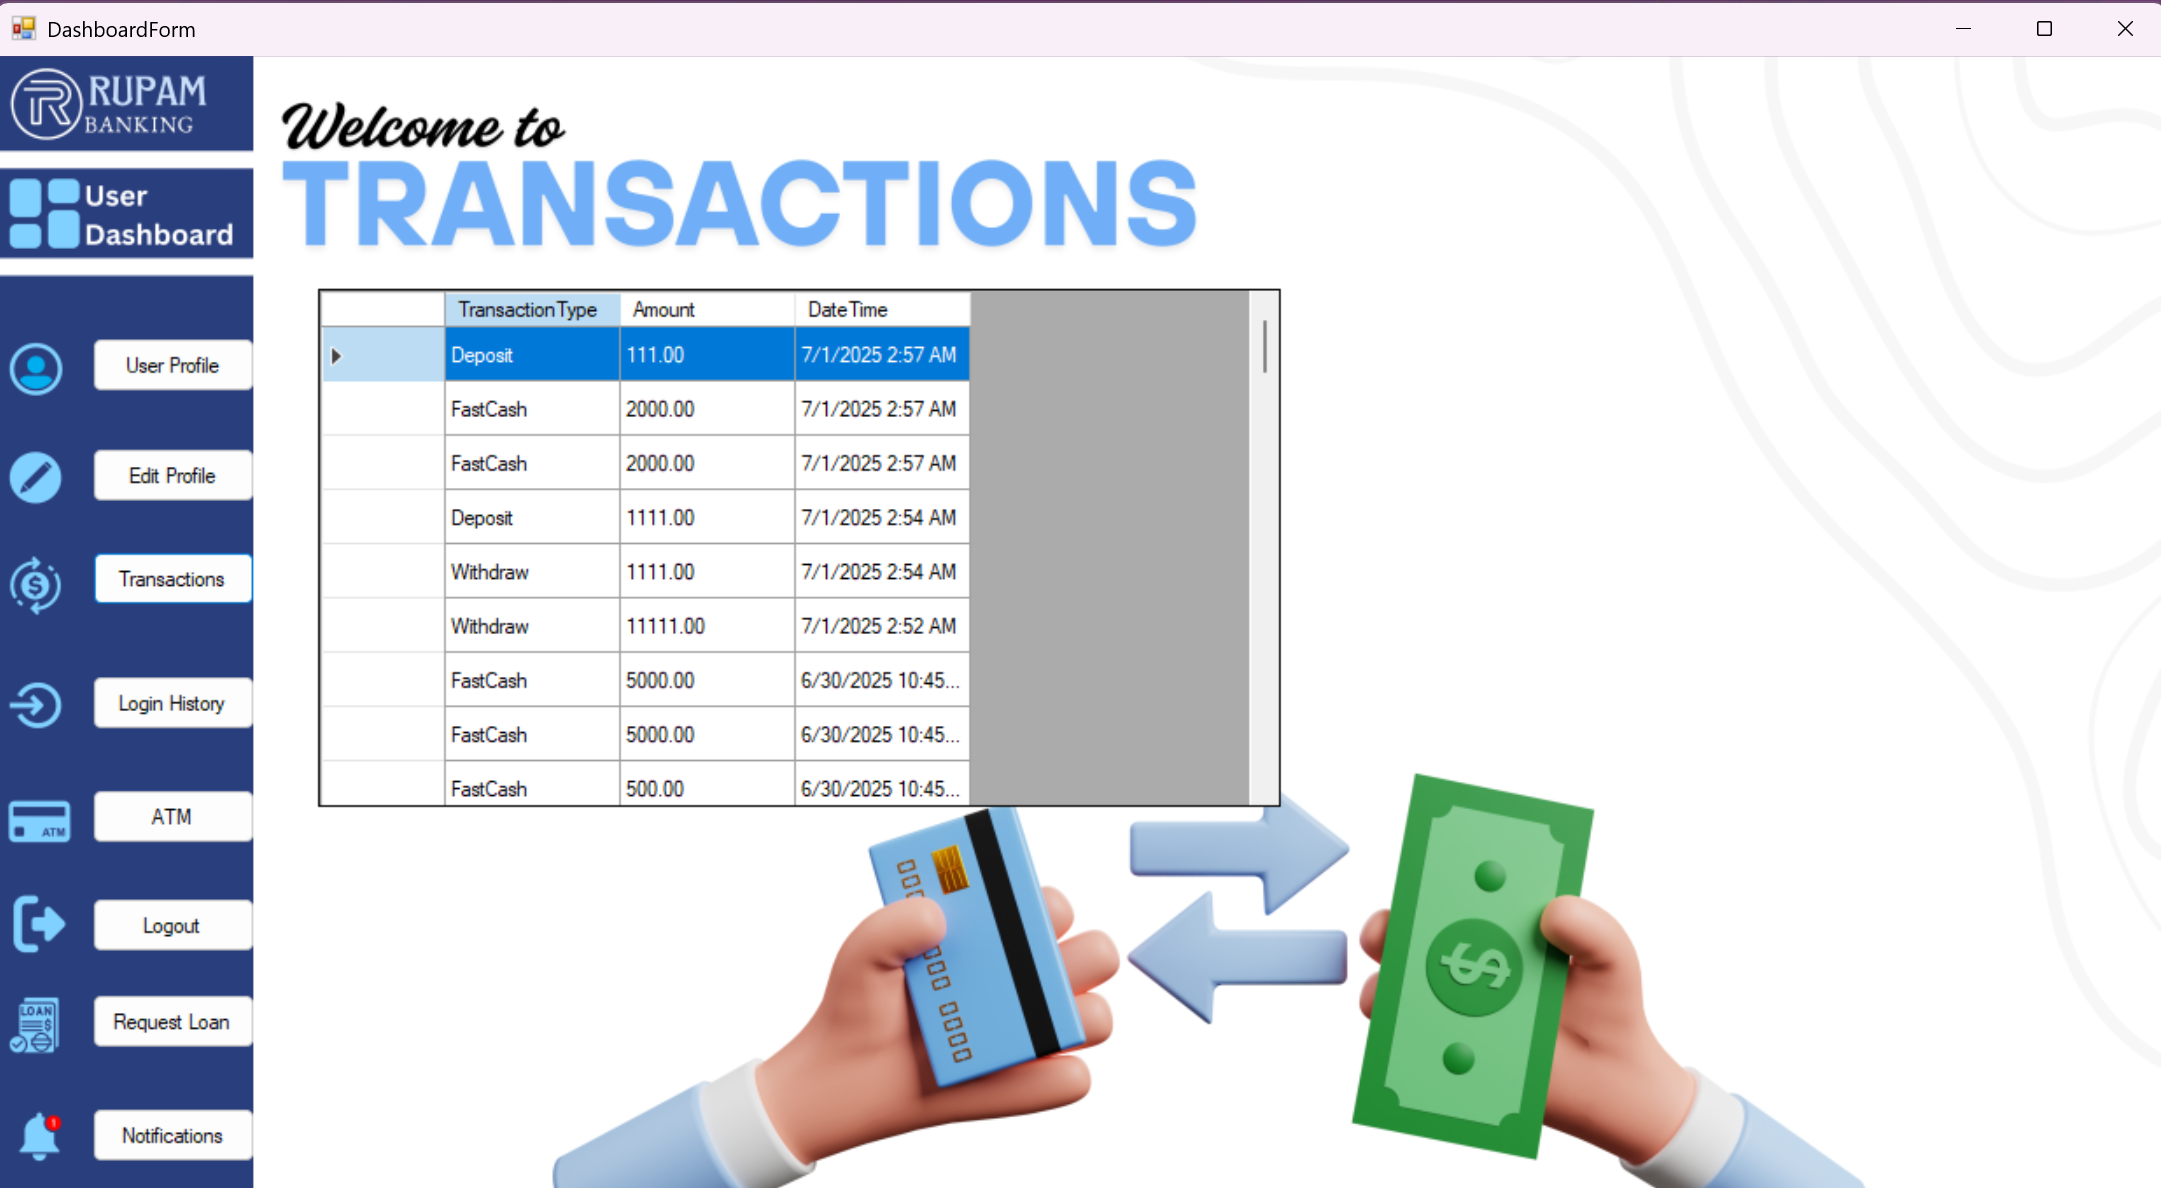 DashboardForm
RUPAM
BANKING
User
Dashboard
User Profile
Edit Profile
Transactions
Login History
ATM
ATM
Logout
LOAN
$
Request Loan
1
Notifications
Welcome to
TRANSACTIONS
TransactionType Amount DateTime
Deposit 111.00 7/1/2025 2:57 AM
FastCash 2000.00 7/1/2025 2:57 AM
FastCash 2000.00 7/1/2025 2:57 AM
Deposit 1111.00 7/1/2025 2:54 AM
Withdraw 1111.00 7/1/2025 2:54 AM
Withdraw 11111.00 7/1/2025 2:52 AM
FastCash 5000.00 6/30/2025 10:45...
FastCash 5000.00 6/30/2025 10:45...
FastCash 500.00 6/30/2025 10:45...
$